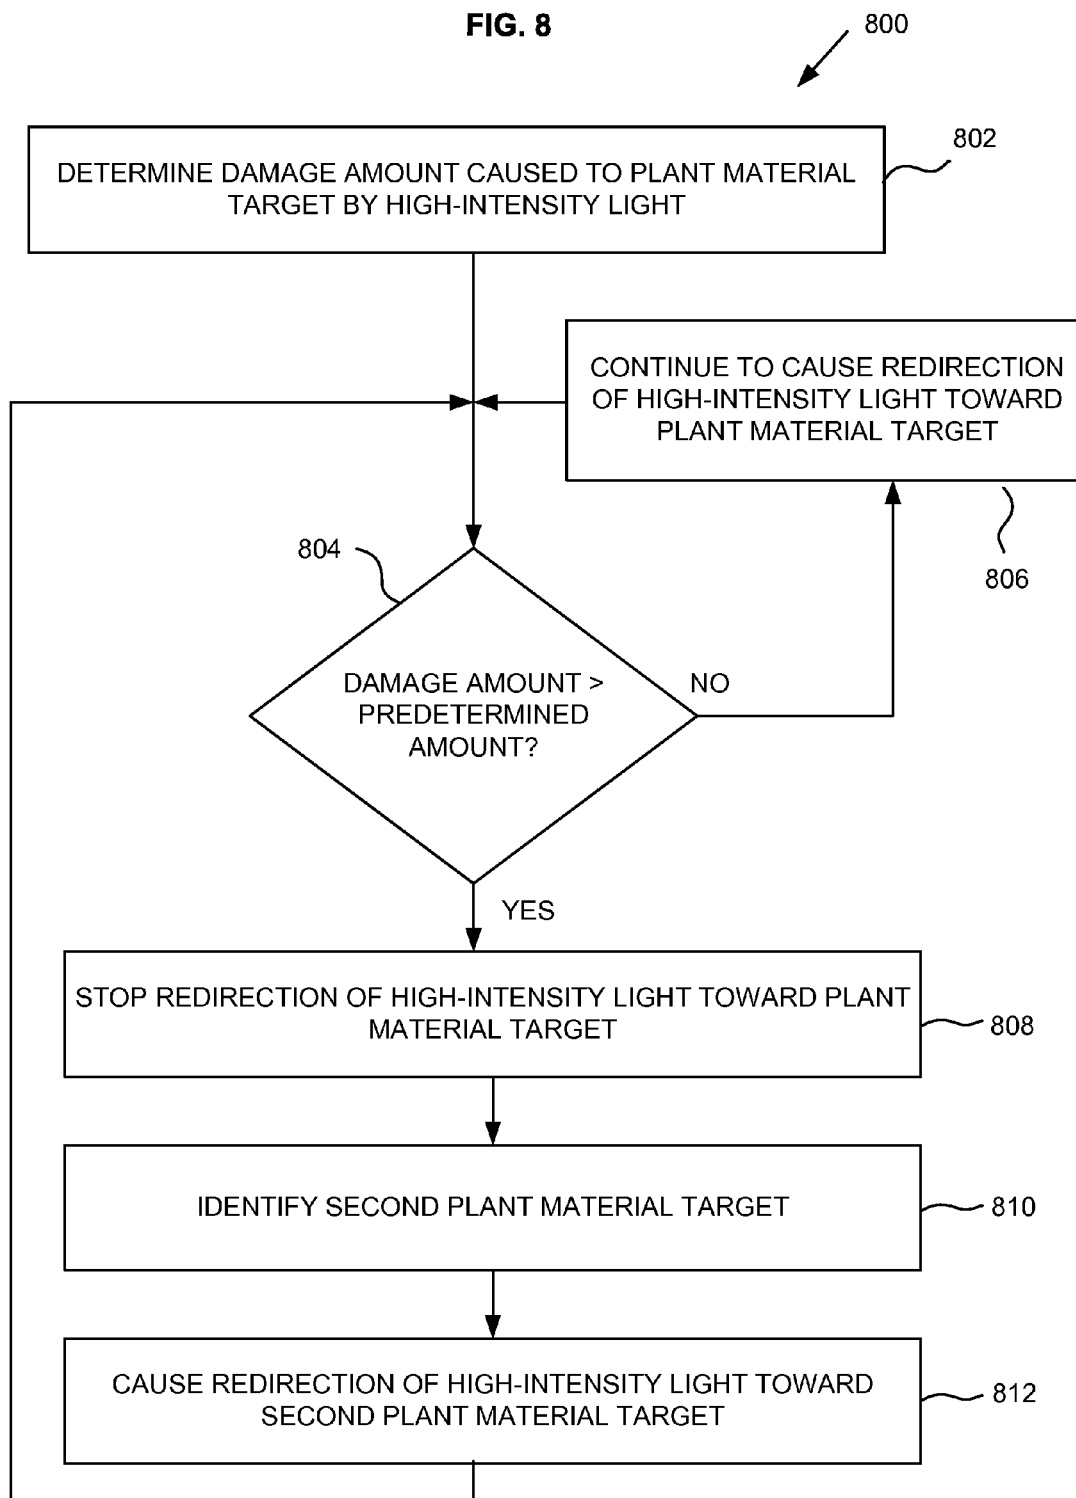 FIG. 8
800
DETERMINE DAMAGE AMOUNT CAUSED TO PLANT MATERIAL
TARGET BY HIGH-INTENSITY LIGHT
802
CONTINUE TO CAUSE REDIRECTION
OF HIGH-INTENSITY LIGHT TOWARD
PLANT MATERIAL TARGET
806
804
DAMAGE AMOUNT >
PREDETERMINED
AMOUNT?
NO
YES
STOP REDIRECTION OF HIGH-INTENSITY LIGHT TOWARD PLANT
MATERIAL TARGET
808
IDENTIFY SECOND PLANT MATERIAL TARGET
810
CAUSE REDIRECTION OF HIGH-INTENSITY LIGHT TOWARD
SECOND PLANT MATERIAL TARGET
812